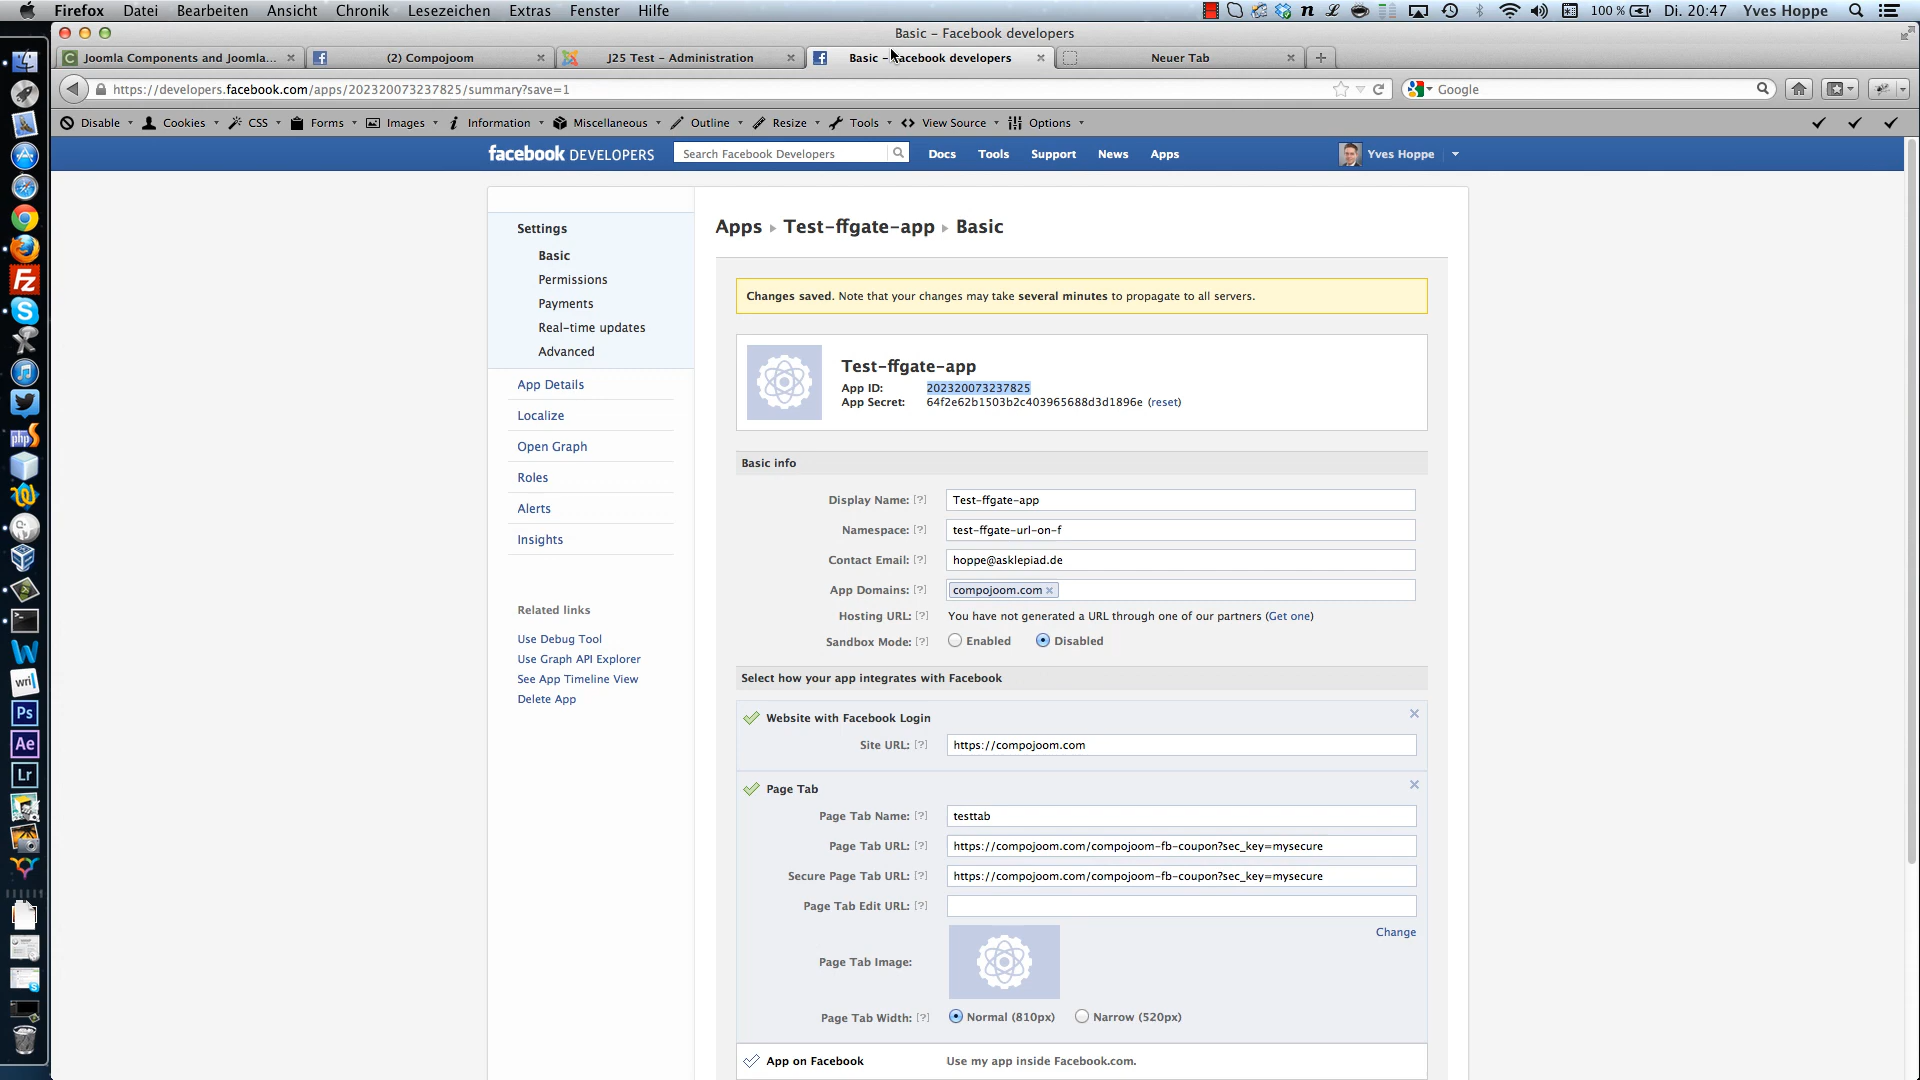 Firefox Datei Bearbeiten Ansicht Chronik Lesezeichen Extras Fenster Hilfe 100 % Di. 20:47 Yves Hoppe
Basic – Facebook developers
Joomla Components and Joomla... (2) Compojoom J25 Test – Administration Basic – Facebook developers Neuer Tab
https://developers.facebook.com/apps/202320073237825/summary?save=1 Google
Disable Cookies CSS Forms Images Information Miscellaneous Outline Resize Tools View Source Options
facebook DEVELOPERS Search Facebook Developers Docs Tools Support News Apps Yves Hoppe
Settings
Basic
Permissions
Payments
Real-time updates
Advanced
App Details
Localize
Open Graph
Roles
Alerts
Insights
Related links
Use Debug Tool
Use Graph API Explorer
See App Timeline View
Delete App
Apps ▸ Test-ffgate-app ▸ Basic
Changes saved. Note that your changes may take several minutes to propagate to all servers.
Test-ffgate-app
App ID: 202320073237825
App Secret: 64f2e62b1503b2c403965688d3d1896e (reset)
Basic info
Display Name: [?] Test-ffgate-app
Namespace: [?] test-ffgate-url-on-f
Contact Email: [?] hoppe@asklepiad.de
App Domains: [?] compojoom.com
Hosting URL: [?] You have not generated a URL through one of our partners (Get one)
Sandbox Mode: [?] Enabled Disabled
Select how your app integrates with Facebook
Website with Facebook Login
Site URL: [?] https://compojoom.com
Page Tab
Page Tab Name: [?] testtab
Page Tab URL: [?] https://compojoom.com/compojoom-fb-coupon?sec_key=mysecure
Secure Page Tab URL: [?] https://compojoom.com/compojoom-fb-coupon?sec_key=mysecure
Page Tab Edit URL: [?]
Change
Page Tab Image:
Page Tab Width: [?] Normal (810px) Narrow (520px)
App on Facebook Use my app inside Facebook.com.
php
wri
Ps
Ae
Lr